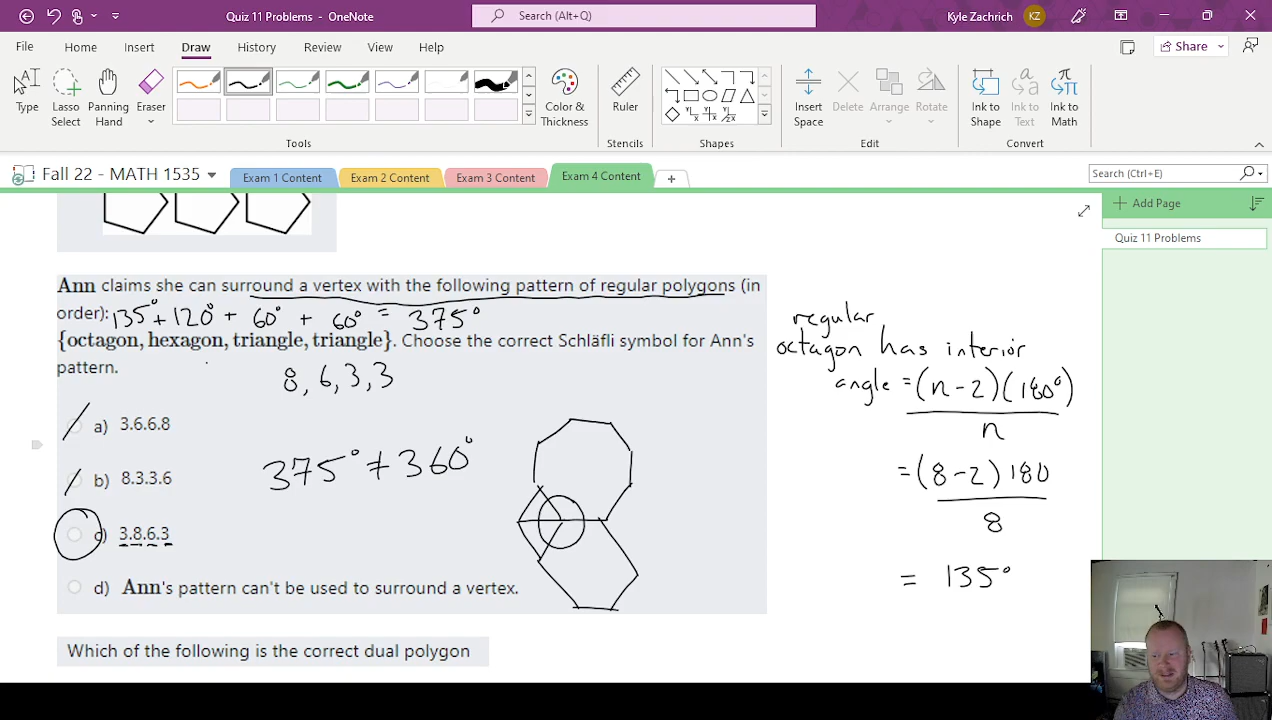 Quiz 11 Problems - OneNote
Search (Alt+Q)
Kyle Zachrich
KZ
File
Home
Insert
Draw
History
Review
View
Help
Share
Type
Lasso
Select
Panning
Hand
Eraser
Color &
Thickness
Ruler
Insert
Space
Delete
Arrange
Rotate
Ink to
Shape
Ink to
Text
Ink to
Math
Tools
Stencils
Shapes
Edit
Convert
Fall 22 - MATH 1535
Exam 1 Content
Exam 2 Content
Exam 3 Content
Exam 4 Content
Search (Ctrl+E)
Add Page
Quiz 11 Problems
Ann claims she can surround a vertex with the following pattern of regular polygons (in
order):
135° + 120° + 60° + 60° = 375°
{octagon, hexagon, triangle, triangle}. Choose the correct Schläfli symbol for Ann's
pattern.
8, 6, 3, 3
a) 3.6.6.8
b) 8.3.3.6
c) 3.8.6.3
d) Ann's pattern can't be used to surround a vertex.
375° ≠ 360°
Which of the following is the correct dual polygon
regular
octagon has interior
angle = (n-2)(180°)
n
= (8-2)180
8
= 135°